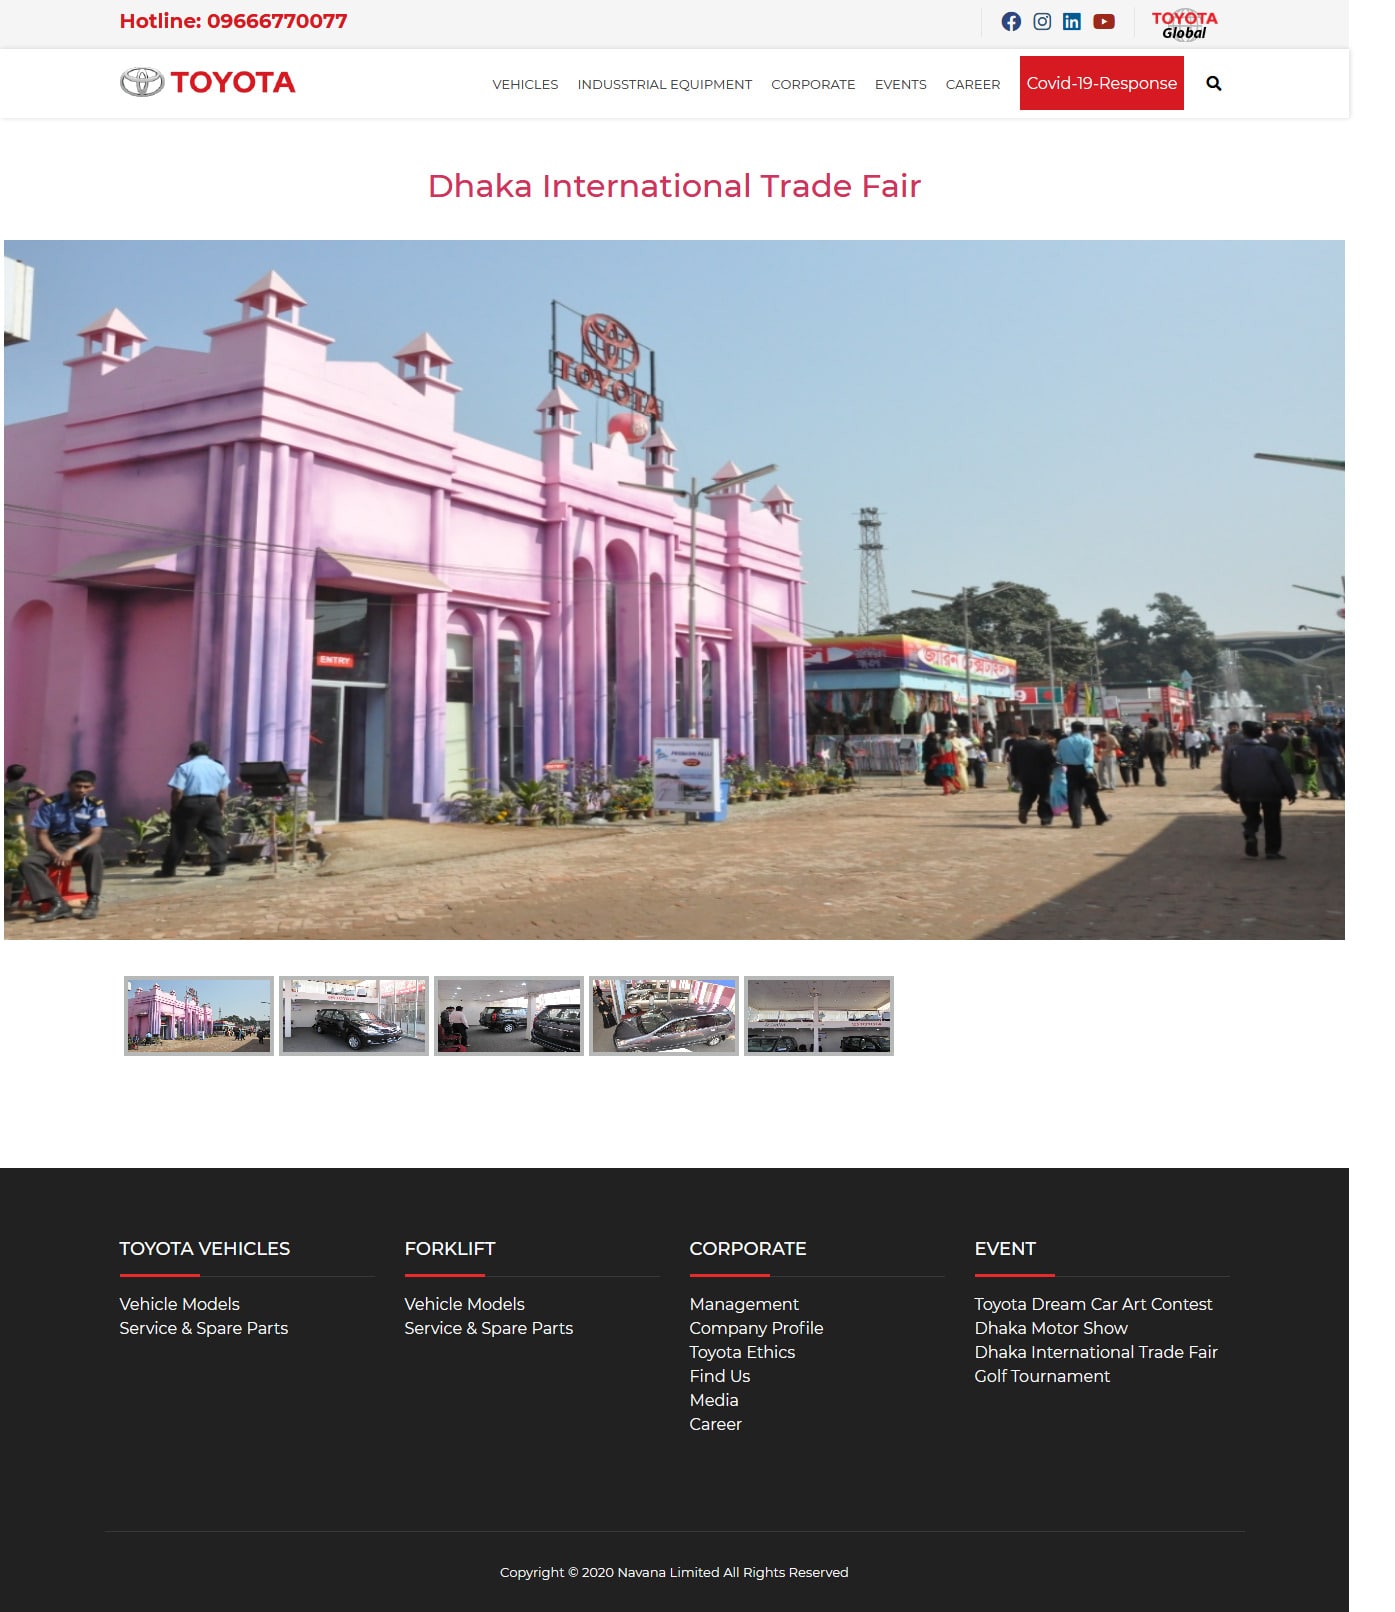 Hotline: 09666770077
TOYOTA
Global
TOYOTA
VEHICLES
INDUSSTRIAL EQUIPMENT
CORPORATE
EVENTS
CAREER
Covid-19-Response
Dhaka International Trade Fair
TOYOTA
ENTRY
TOYOTA VEHICLES
Vehicle Models
Service & Spare Parts
FORKLIFT
Vehicle Models
Service & Spare Parts
CORPORATE
Management
Company Profile
Toyota Ethics
Find Us
Media
Career
EVENT
Toyota Dream Car Art Contest
Dhaka Motor Show
Dhaka International Trade Fair
Golf Tournament
Copyright © 2020 Navana Limited All Rights Reserved